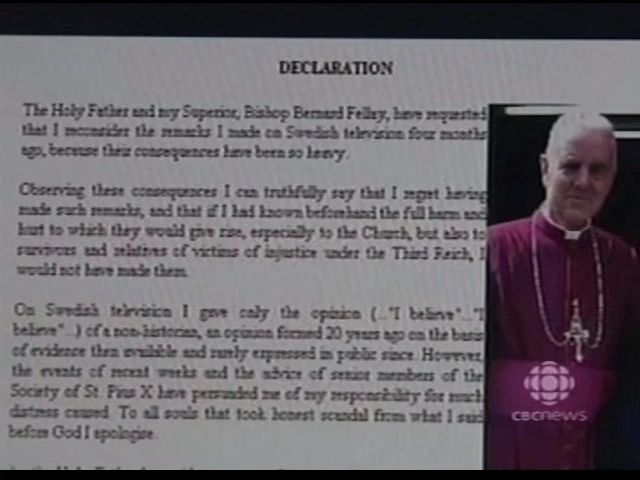 DECLARATION
The Holy Father and my Superior, Bishop Bernard Fellay, have requested
that I reconsider the remarks I made on Swedish television four months
ago, because their consequences have been so heavy.
Observing these consequences I can truthfully say that I regret having
made such remarks, and that if I had known beforehand the full harm and
hurt to which they would give rise, especially to the Church, but also to
survivors and relatives of victims of injustice under the Third Reich, I
would not have made them.
On Swedish television I gave only the opinion (..."I believe"..."I
believe"...) of a non-historian, an opinion formed 20 years ago on the basis
of evidence then available and rarely expressed in public since. However,
the events of recent weeks and the advice of senior members of the
Society of St. Pius X have persuaded me of my responsibility for much
distress caused. To all souls that took honest scandal from what I said
before God I apologise.
CBCNEWS